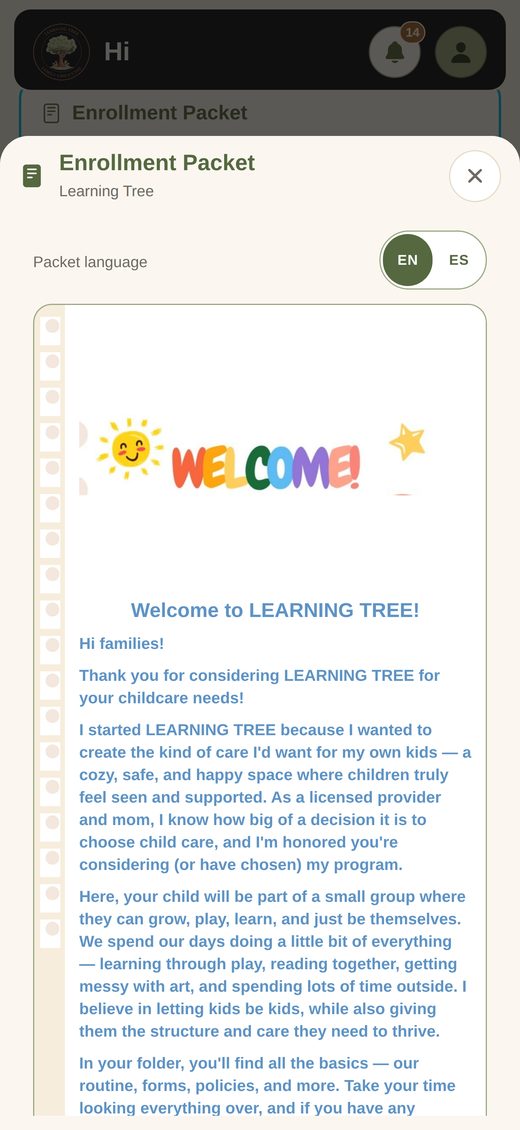 Hi
14
Enrollment Packet
Enrollment Packet
Learning Tree
Packet language
EN
ES
WELCOME!
Welcome to LEARNING TREE!
Hi families!
Thank you for considering LEARNING TREE for
your childcare needs!
I started LEARNING TREE because I wanted to
create the kind of care I'd want for my own kids — a
cozy, safe, and happy space where children truly
feel seen and supported. As a licensed provider
and mom, I know how big of a decision it is to
choose child care, and I'm honored you're
considering (or have chosen) my program.
Here, your child will be part of a small group where
they can grow, play, learn, and just be themselves.
We spend our days doing a little bit of everything
— learning through play, reading together, getting
messy with art, and spending lots of time outside. I
believe in letting kids be kids, while also giving
them the structure and care they need to thrive.
In your folder, you'll find all the basics — our
routine, forms, policies, and more. Take your time
looking everything over, and if you have any